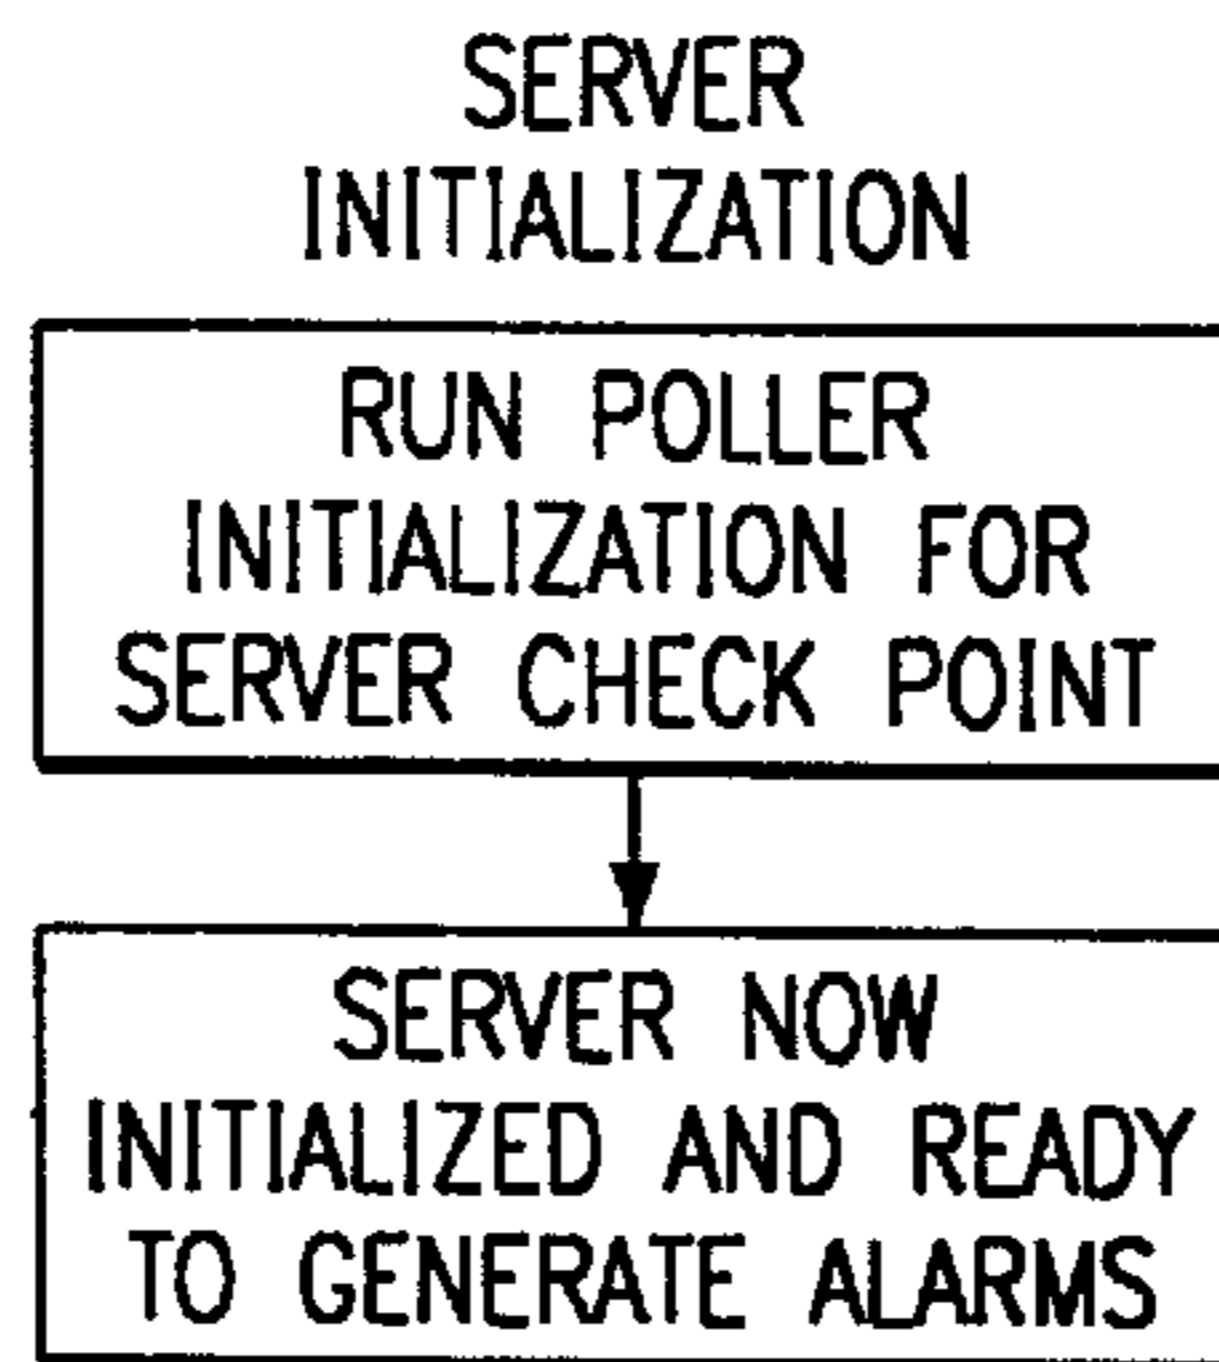 SERVER
INITIALIZATION
RUN POLLER
INITIALIZATION FOR
SERVER CHECK POINT
SERVER NOW
INITIALIZED AND READY
TO GENERATE ALARMS